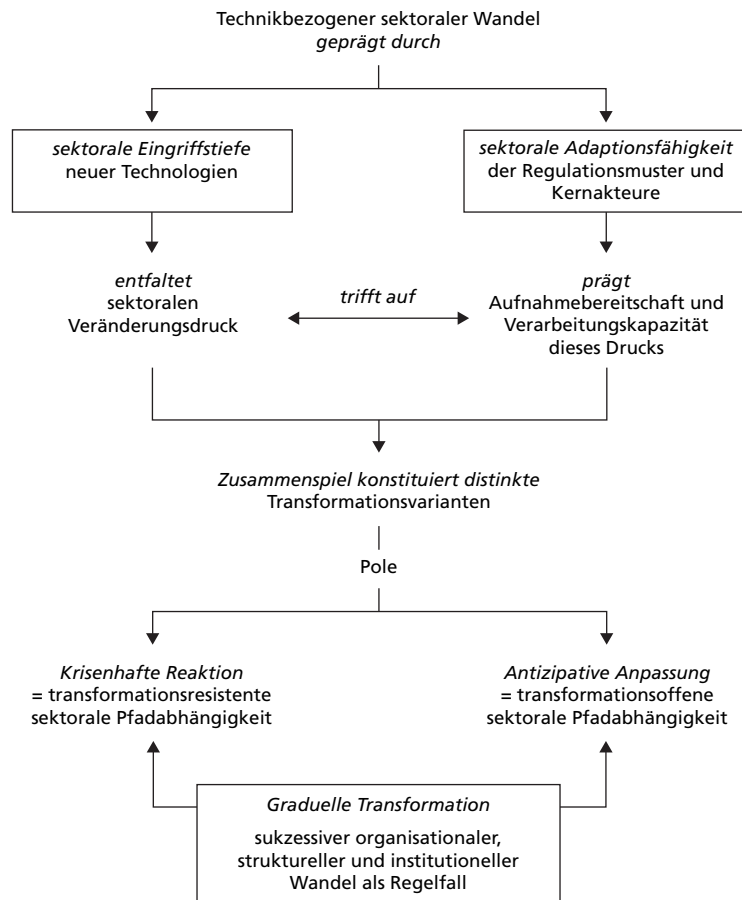 Technikbezogener sektoraler Wandel
geprägt durch
sektorale Eingriffstiefe
neuer Technologien
sektorale Adaptionsfähigkeit
der Regulationsmuster und
Kernakteure
entfaltet
sektoralen
Veränderungsdruck
trifft auf
prägt
Aufnahmebereitschaft und
Verarbeitungskapazität
dieses Drucks
Zusammenspiel konstituiert distinkte
Transformationsvarianten
Pole
Krisenhafte Reaktion
= transformationsresistente
sektorale Pfadabhängigkeit
Antizipative Anpassung
= transformationsoffene
sektorale Pfadabhängigkeit
Graduelle Transformation
sukzessiver organisationaler,
struktureller und institutioneller
Wandel als Regelfall